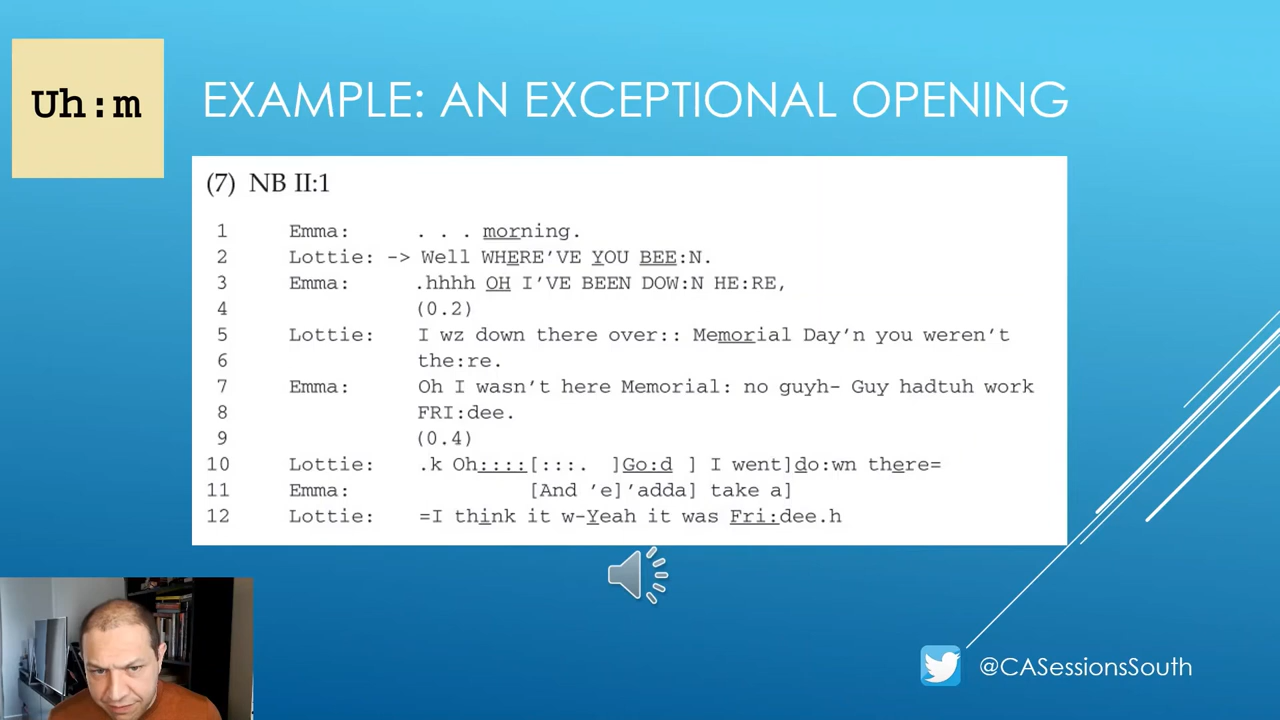 Uh:m
EXAMPLE: AN EXCEPTIONAL OPENING
(7) NB II:1
1 Emma: . . . morning.
2 Lottie: -> Well WHERE'VE YOU BEE:N.
3 Emma: .hhhh OH I'VE BEEN DOW:N HE:RE,
4 (0.2)
5 Lottie: I wz down there over:: Memorial Day'n you weren't
6 the:re.
7 Emma: Oh I wasn't here Memorial: no guyh- Guy hadtuh work
8 FRI:dee.
9 (0.4)
10 Lottie: .k Oh::::[:::. ]Go:d ] I went]do:wn there=
11 Emma: [And 'e]'adda] take a]
12 Lottie: =I think it w-Yeah it was Fri:dee.h
@CASessionsSouth